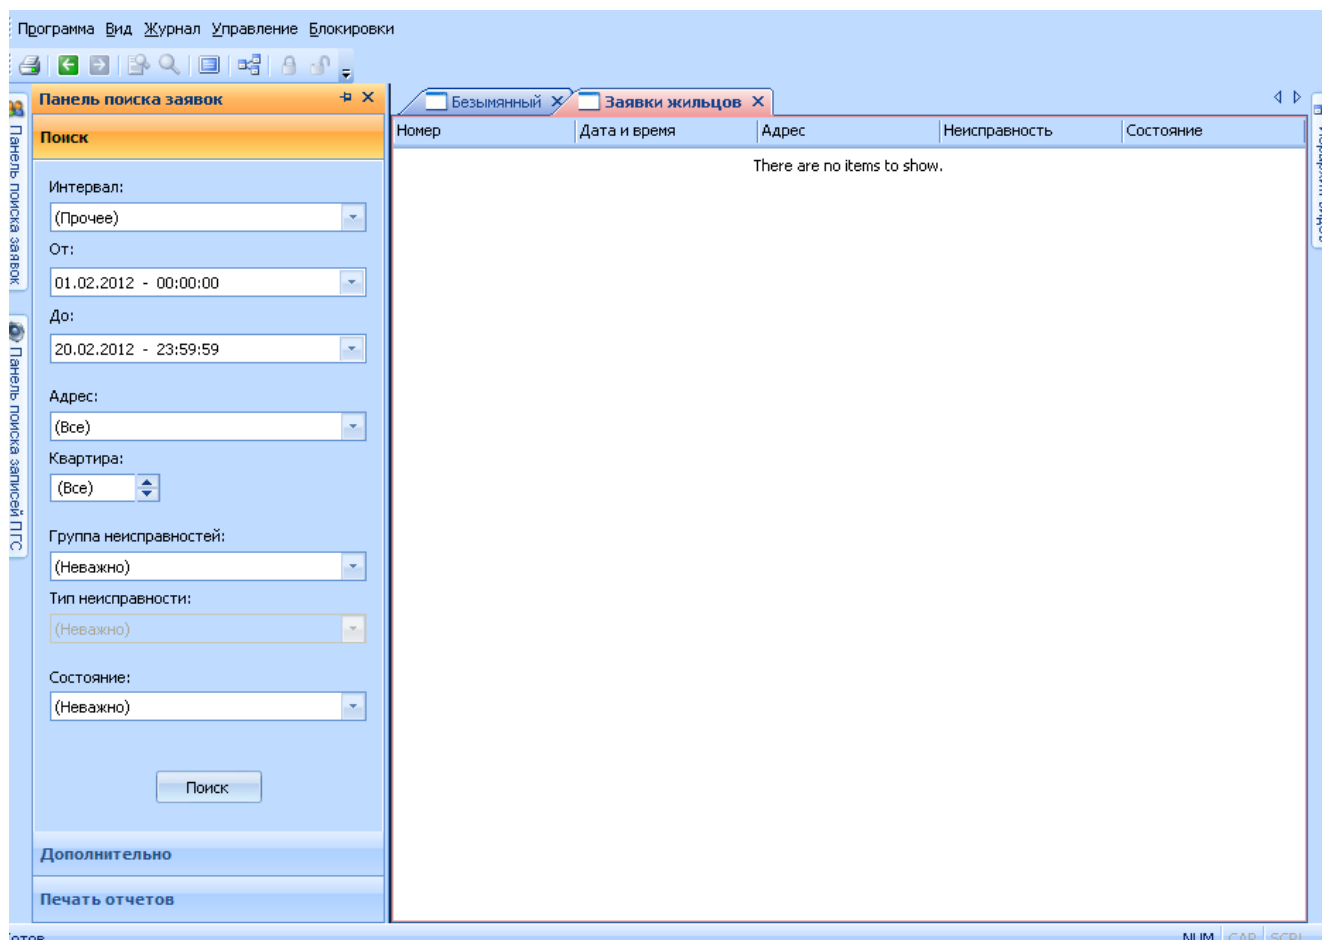 Программа Вид Журнал Управление Блокировки
Панель поиска заявок
Панель поиска записей ПГС
Панель поиска заявок
Поиск
Интервал:
(Прочее)
От:
01.02.2012 - 00:00:00
До:
20.02.2012 - 23:59:59
Адрес:
(Все)
Квартира:
(Все)
Группа неисправностей:
(Неважно)
Тип неисправности:
(Неважно)
Состояние:
(Неважно)
Поиск
Дополнительно
Печать отчетов
Безымянный Заявки жильцов
Номер Дата и время Адрес Неисправность Состояние
There are no items to show.
NUM CAP SCRL